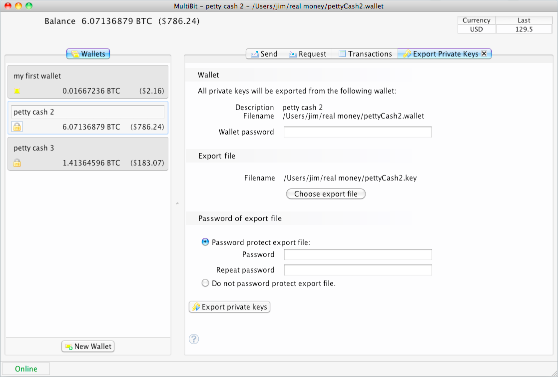 MultiBit - petty cash 2 - /Users/jim/real money/pettyCash2.wallet
Balance 6.07136879 BTC ($786.24)
Currency Last
USD 129.5
Wallets
Send Request Transactions Export Private Keys X
my first wallet
0.01667236 BTC ($2.16)
petty cash 2
6.07136879 BTC ($786.24)
petty cash 3
1.41364596 BTC ($183.07)
New Wallet
Wallet
All private keys will be exported from the following wallet:
Description petty cash 2
Filename /Users/jim/real money/pettyCash2.wallet
Wallet password
Export file
Filename /Users/jim/real money/pettyCash2.key
Choose export file
Password of export file
Password protect export file:
Password
Repeat password
Do not password protect export file.
Export private keys
?
Online